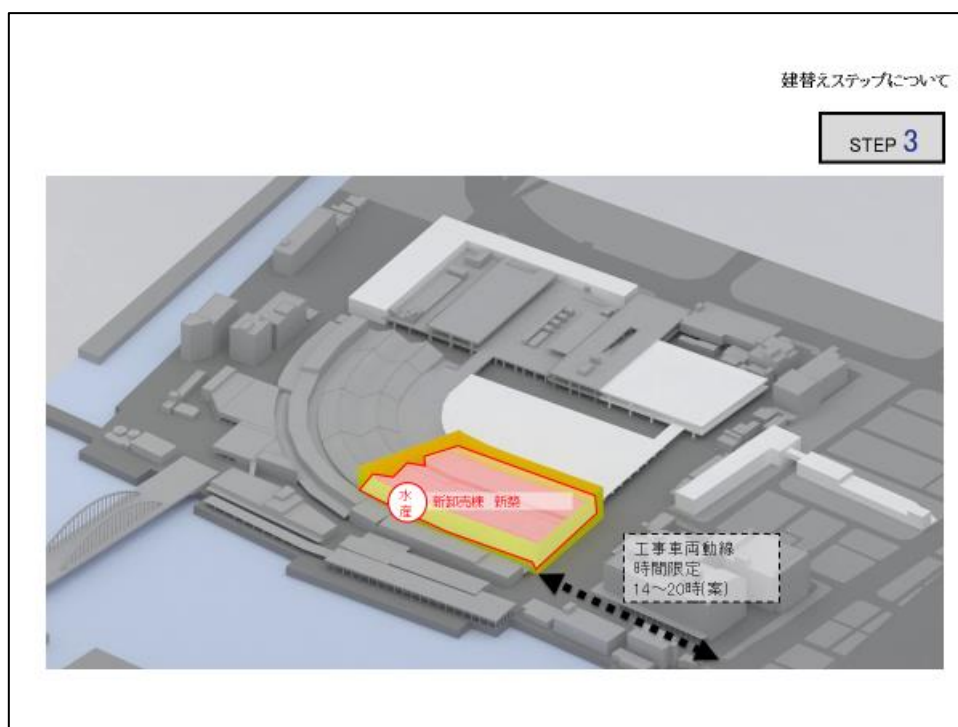 建替えステップについて
STEP 3
水産
新卸売棟 新築
工事車両動線
時間限定
14～20時(案)